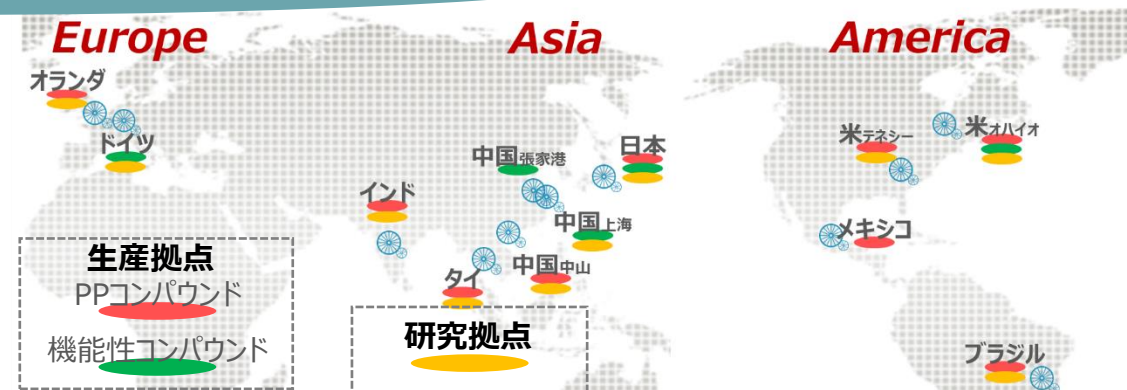 Europe
Asia
America
オランダ
ドイツ
インド
タイ
中国張家港
日本
中国上海
中国中山
米テネシー
米オハイオ
メキシコ
ブラジル
生産拠点
PPコンパウンド
機能性コンパウンド
研究拠点